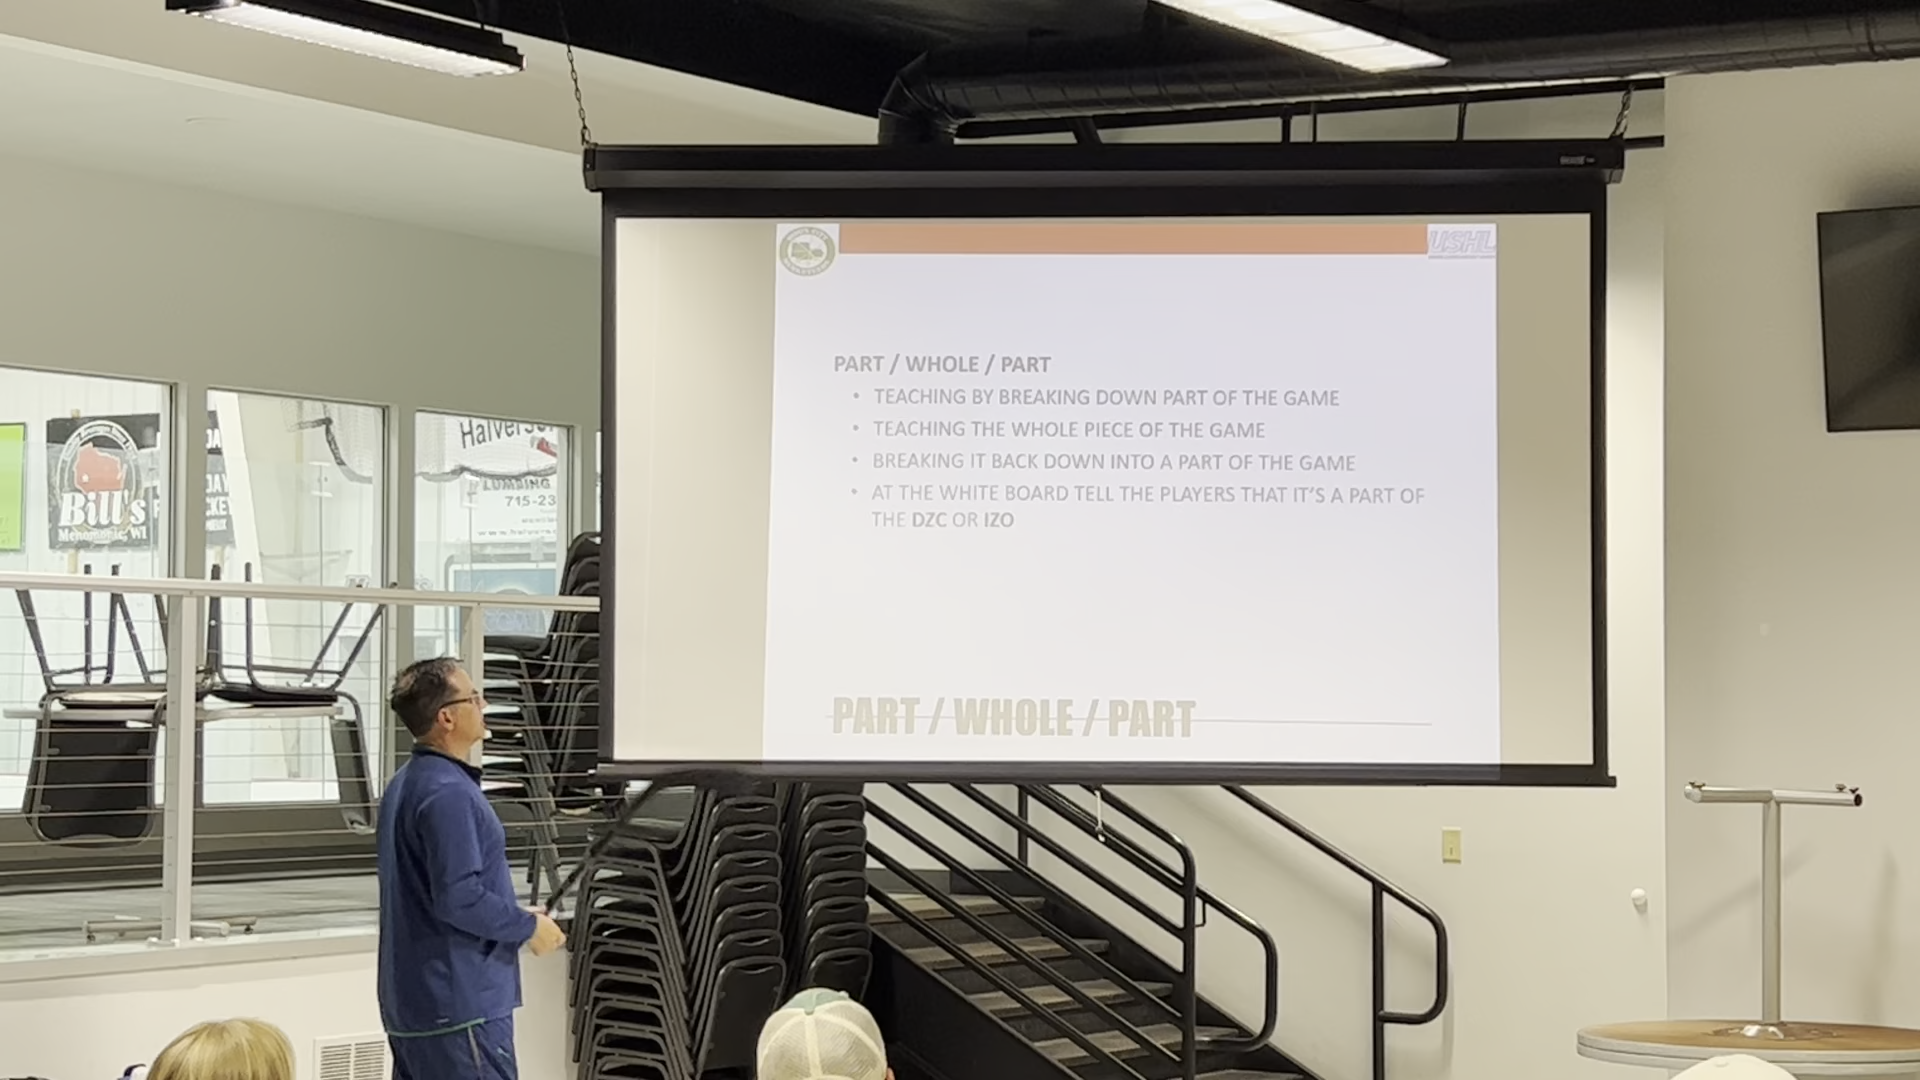 USHL
PART / WHOLE / PART
• TEACHING BY BREAKING DOWN PART OF THE GAME
• TEACHING THE WHOLE PIECE OF THE GAME
• BREAKING IT BACK DOWN INTO A PART OF THE GAME
• AT THE WHITE BOARD TELL THE PLAYERS THAT IT'S A PART OF
THE DZC OR IZO
PART / WHOLE / PART
Bill's
Menomonie, WI
Halverson
715-23